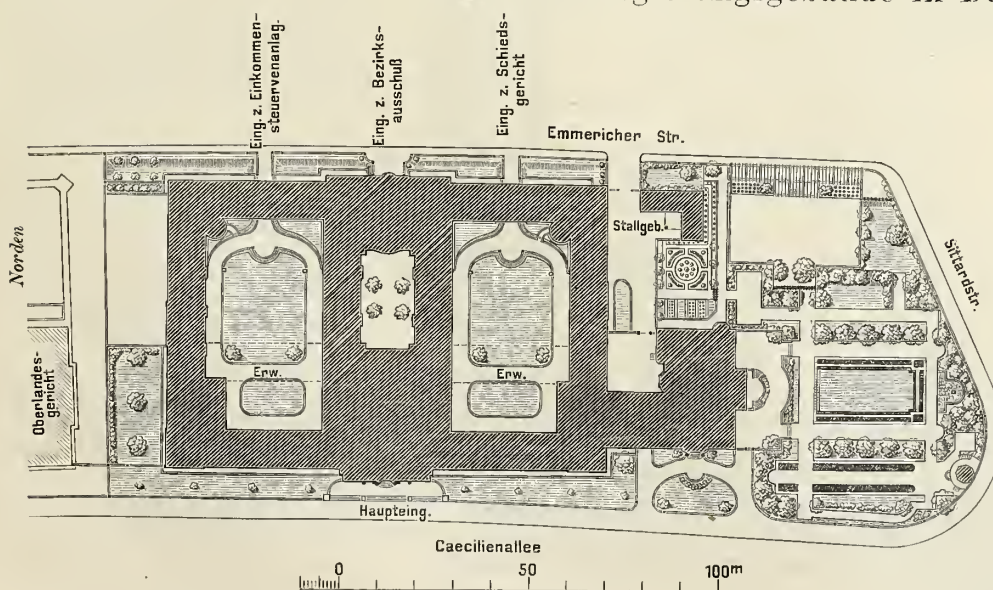 Eing. z. Einkommen-
steuervenanlag.
Eing. z. Bezirks-
ausschuß
Eing. z. Schieds-
gericht
Emmericher Str.
Norden
Stallgeb.
Sittardstr.
Oberlandes-
gericht
Erw.
Erw.
Haupteing.
Caecilienallee
0 50 100m